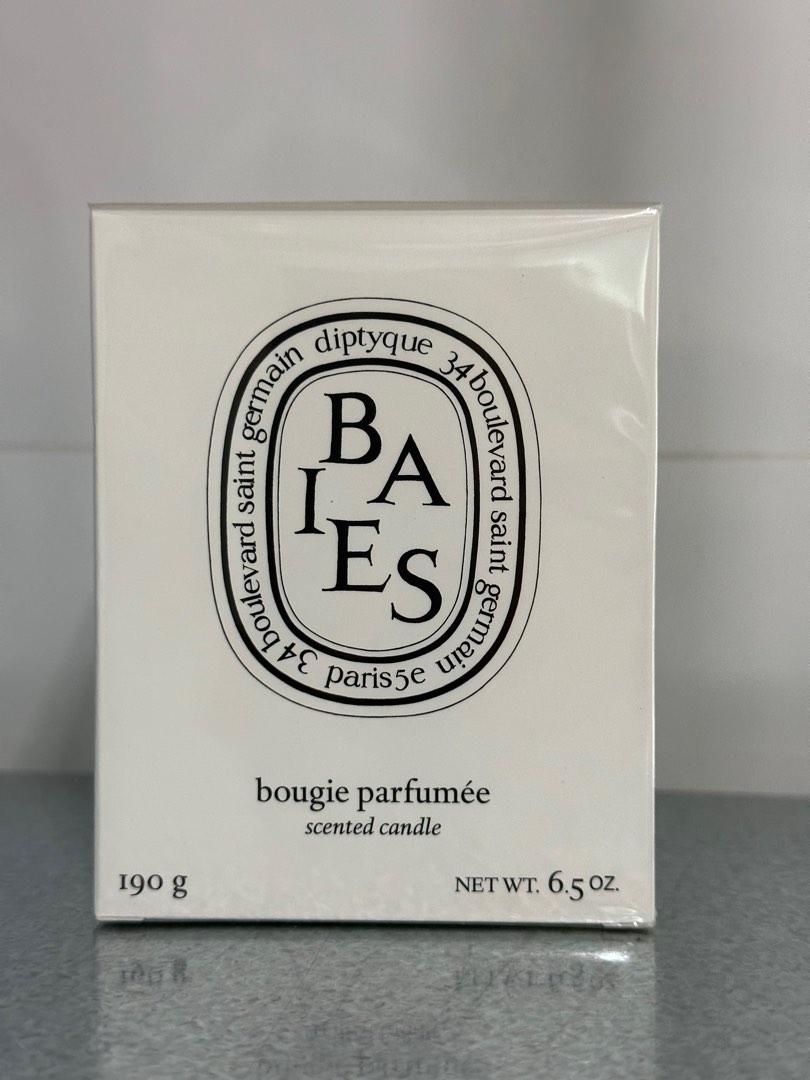 diptyque
34 boulevard saint germain
34 boulevard saint germain
paris 5e
BAIES
bougie parfumée
scented candle
190 g
NET WT. 6.5 OZ.